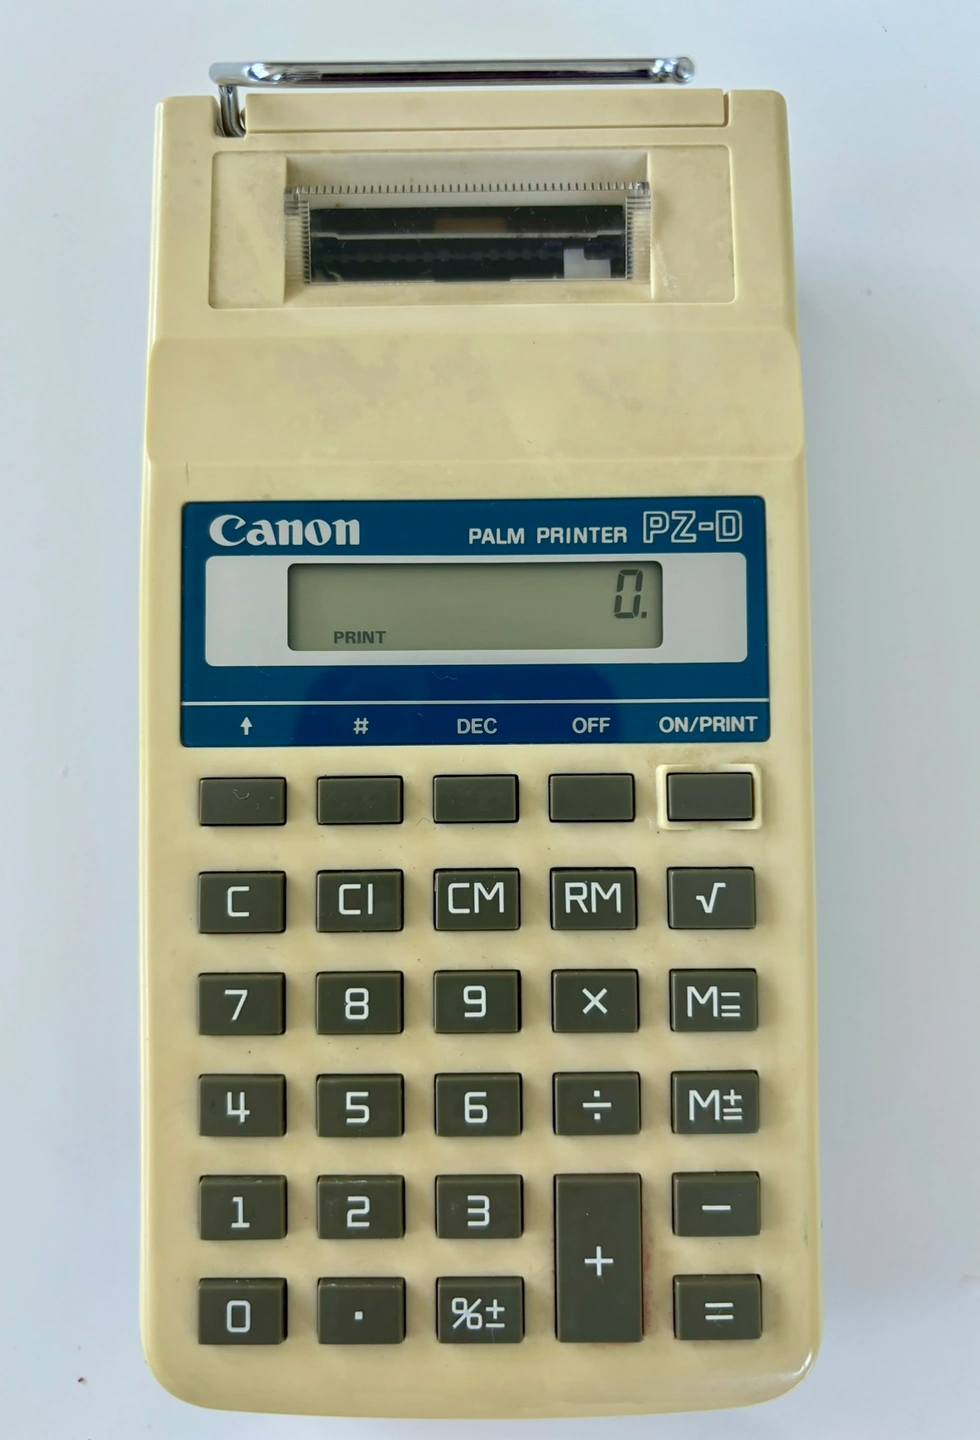 Canon PALM PRINTER PZ-D
0.
PRINT
↑ # DEC OFF ON/PRINT
C CI CM RM √
7 8 9 × M=
4 5 6 ÷ M±=
1 2 3 −
+
0 . %± =